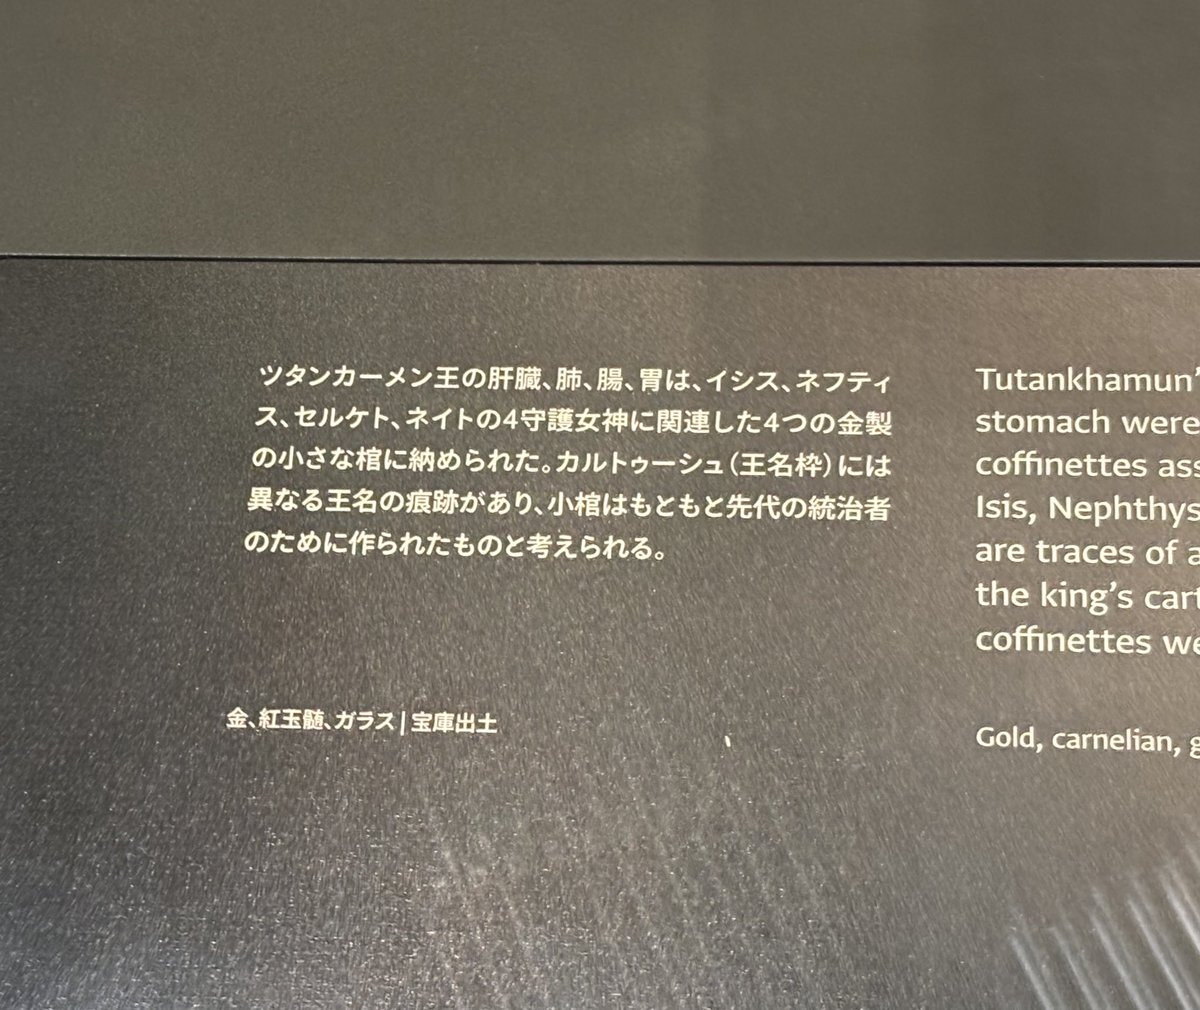 ツタンカーメン王の肝臓、肺、腸、胃は、イシス、ネフティ
ス、セルケト、ネイトの4守護女神に関連した4つの金製
の小さな棺に納められた。カルトゥーシュ（王名枠）には
異なる王名の痕跡があり、小棺はもともと先代の統治者
のために作られたものと考えられる。
金、紅玉髄、ガラス | 宝庫出土
Tutankhamun’
stomach were
coffinettes ass
Isis, Nephthys
are traces of a
the king’s cart
coffinettes we
Gold, carnelian, g